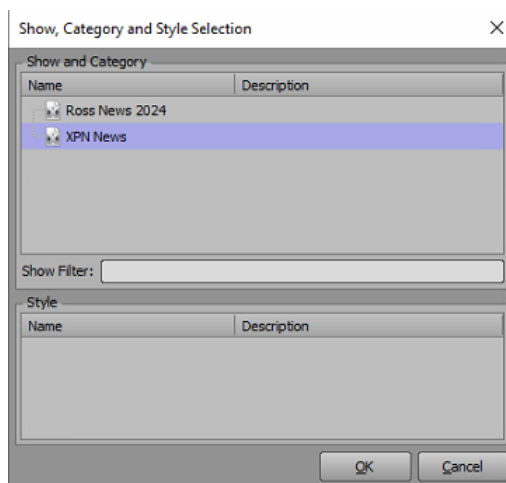 Show, Category and Style Selection
Show and Category
Name Description
Ross News 2024
XPN News
Show Filter:
Style
Name Description
OK Cancel